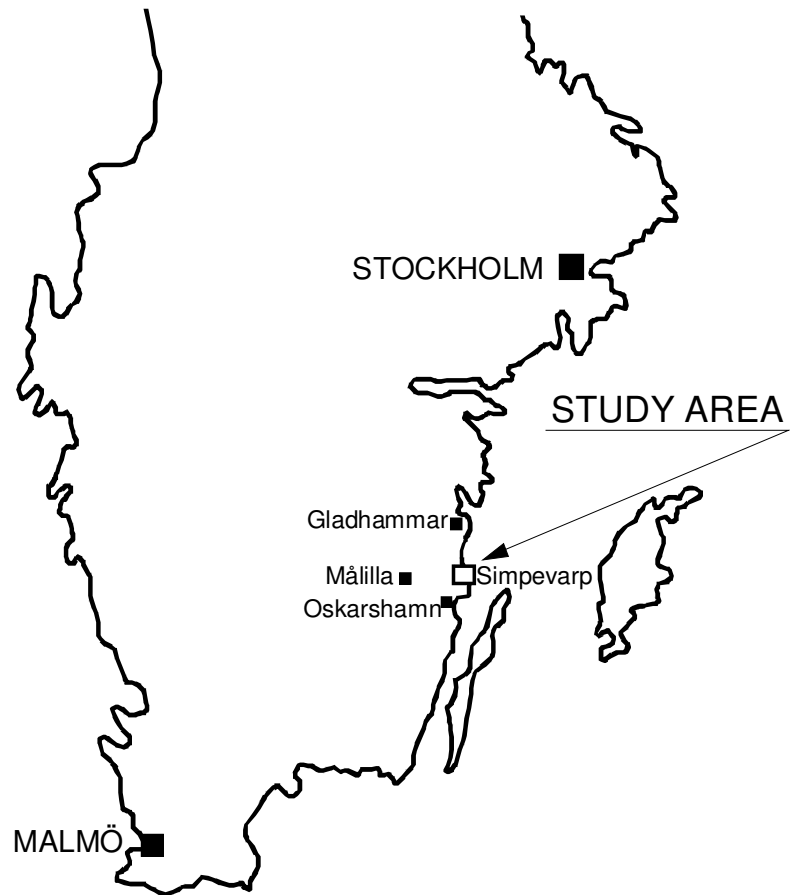 STOCKHOLM
STUDY AREA
Gladhammar
Målilla
Simpevarp
Oskarshamn
MALMÖ